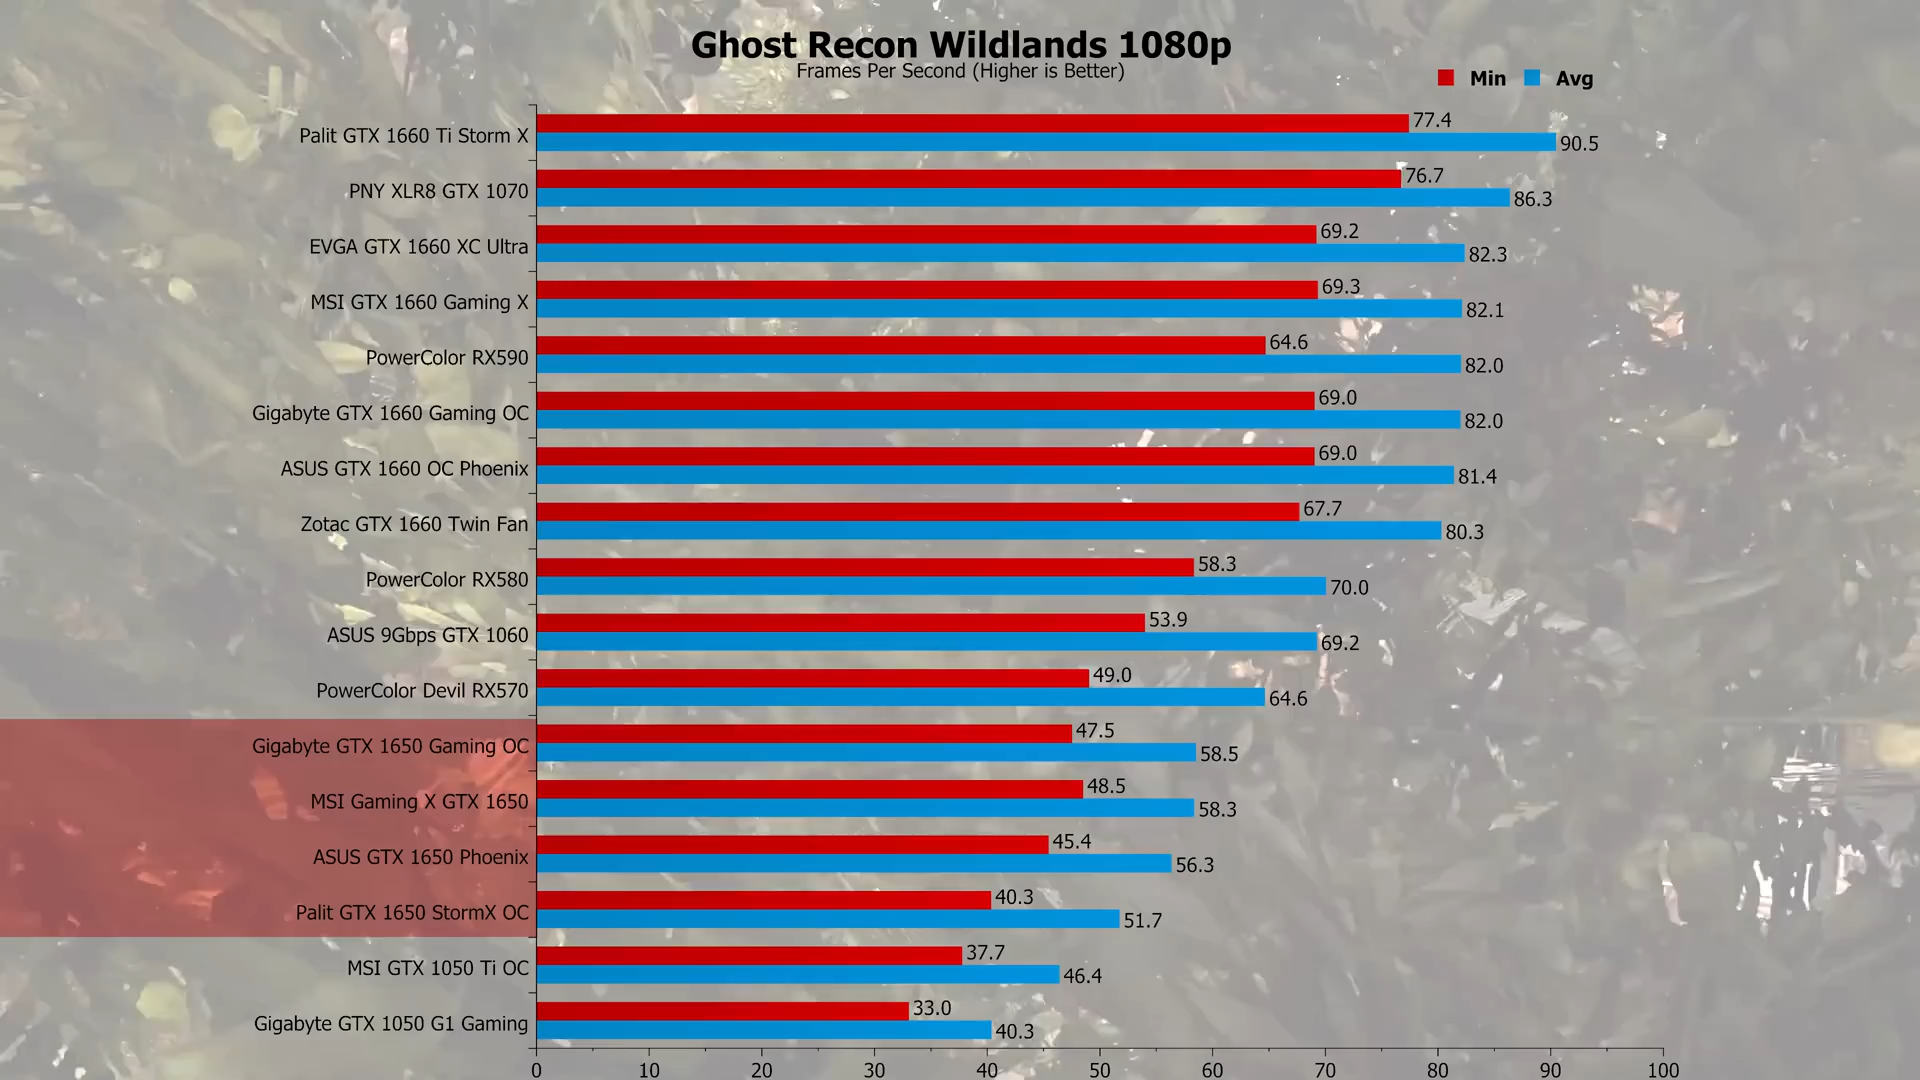 Ghost Recon Wildlands 1080p
Frames Per Second (Higher is Better)
Min Avg
Palit GTX 1660 Ti Storm X 77.4 90.5
PNY XLR8 GTX 1070 76.7 86.3
EVGA GTX 1660 XC Ultra 69.2 82.3
MSI GTX 1660 Gaming X 69.3 82.1
PowerColor RX590 64.6 82.0
Gigabyte GTX 1660 Gaming OC 69.0 82.0
ASUS GTX 1660 OC Phoenix 69.0 81.4
Zotac GTX 1660 Twin Fan 67.7 80.3
PowerColor RX580 58.3 70.0
ASUS 9Gbps GTX 1060 53.9 69.2
PowerColor Devil RX570 49.0 64.6
Gigabyte GTX 1650 Gaming OC 47.5 58.5
MSI Gaming X GTX 1650 48.5 58.3
ASUS GTX 1650 Phoenix 45.4 56.3
Palit GTX 1650 StormX OC 40.3 51.7
MSI GTX 1050 Ti OC 37.7 46.4
Gigabyte GTX 1050 G1 Gaming 33.0 40.3
0 10 20 30 40 50 60 70 80 90 100